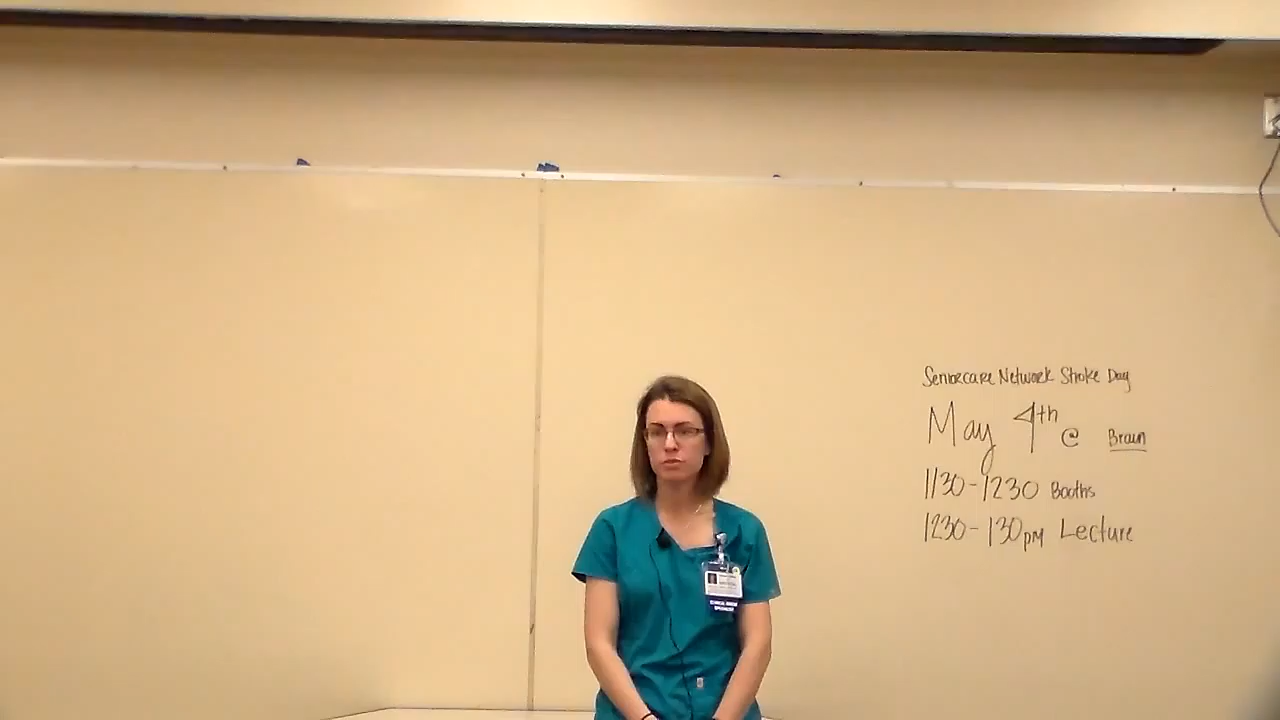 Seniorcare Network Stroke Day
May 4th @ Braun
1130-1230 Booths
1230-130pm Lecture